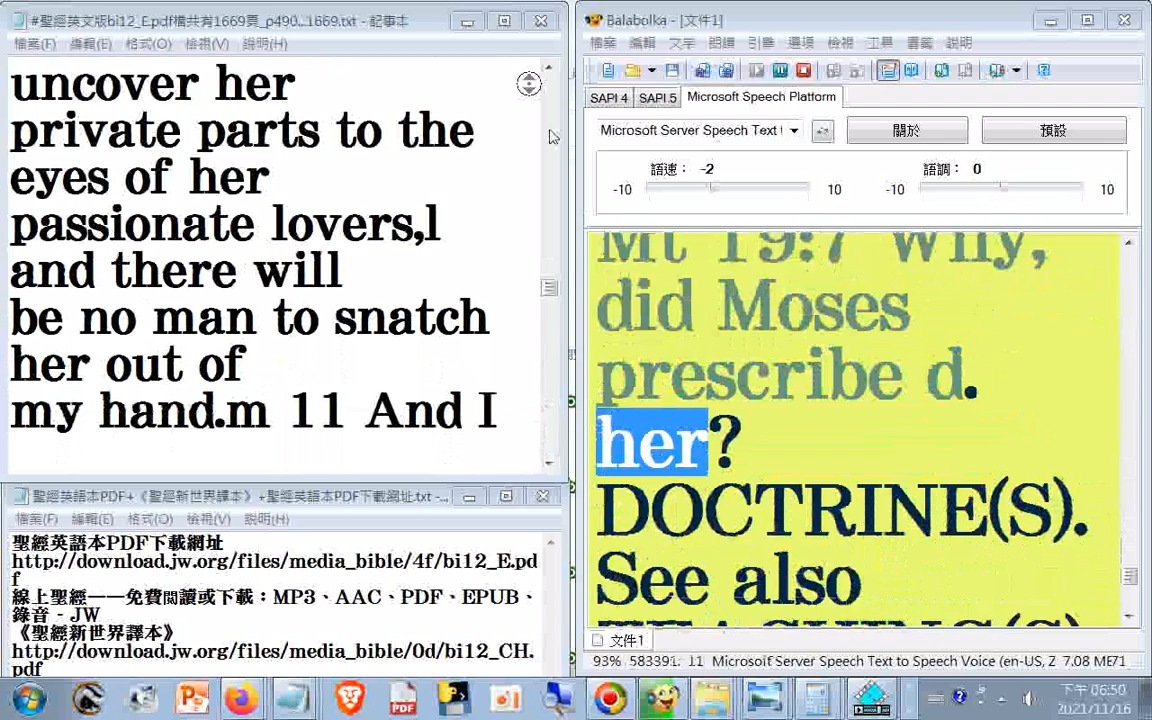 #聖經英文版bi12_E.pdf檔共有1669頁_p490...1669.txt - 記事本
檔案(F) 編輯(E) 格式(O) 檢視(V) 說明(H)
uncover her
private parts to the
eyes of her
passionate lovers,l
and there will
be no man to snatch
her out of
my hand.m 11 And I
聖經英語本PDF+《聖經新世界譯本》+聖經英語本PDF下載網址.txt -...
檔案(F) 編輯(E) 格式(O) 檢視(V) 說明(H)
聖經英語本PDF下載網址
http://download.jw.org/files/media_bible/4f/bi12_E.pd
f
線上聖經——免費閱讀或下載：MP3、AAC、PDF、EPUB、
錄音 - JW
《聖經新世界譯本》
http://download.jw.org/files/media_bible/0d/bi12_CH.
pdf
Balabolka - [文件1]
檔案 編輯 文字 朗讀 引擎 選項 檢視 工具 書籤 說明
SAPI 4 SAPI 5 Microsoft Speech Platform
Microsoft Server Speech Text 關於 預設
語速： -2 語調： 0
-10 10 -10 10
Mt 19:7 Why,
did Moses
prescribe d.
her?
DOCTRINE(S).
See also
TEACHING(S)
文件1
93% 583391: 11 Microsoft Server Speech Text to Speech Voice (en-US, Z 7.08 ME71
PDF
下午 06:50
2021/11/16